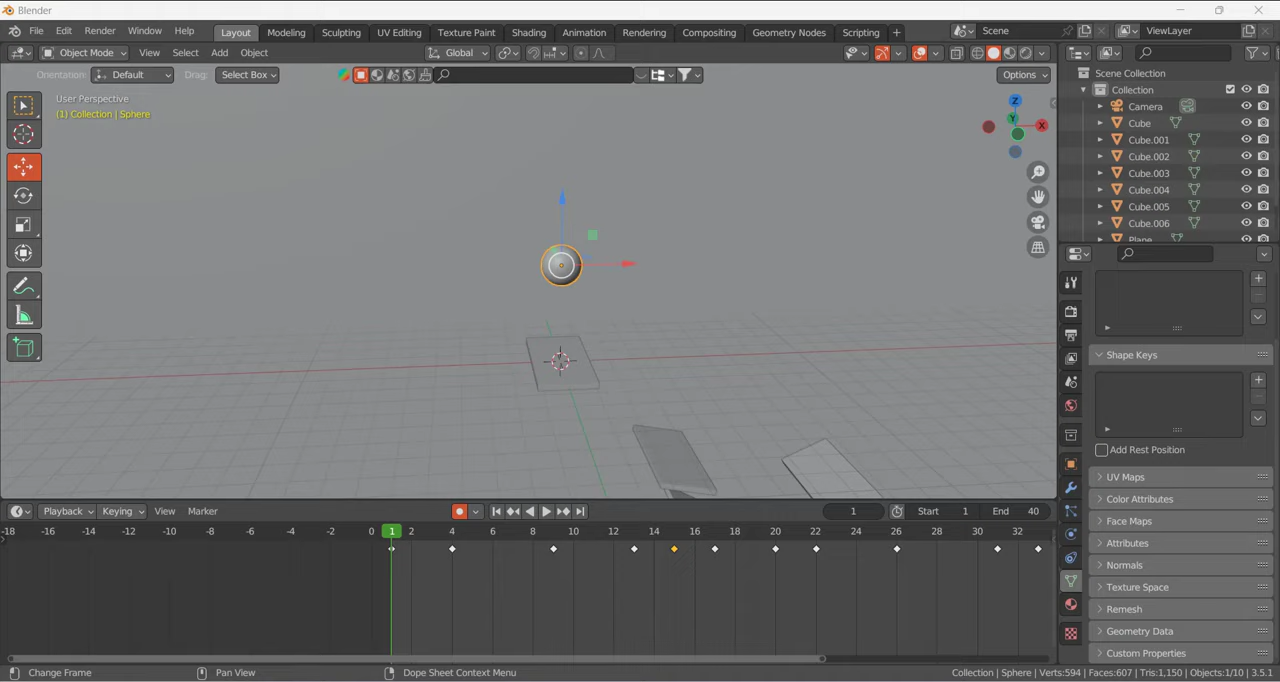 Blender
File Edit Render Window Help Layout Modeling Sculpting UV Editing Texture Paint Shading Animation Rendering Compositing Geometry Nodes Scripting + Scene ViewLayer
Object Mode View Select Add Object Global
Orientation: Default Drag: Select Box Options
User Perspective
(1) Collection | Sphere
Z
Y
X
Scene Collection
Collection
Camera
Cube
Cube.001
Cube.002
Cube.003
Cube.004
Cube.005
Cube.006
Plane
Shape Keys
Add Rest Position
UV Maps
Color Attributes
Face Maps
Attributes
Normals
Texture Space
Remesh
Geometry Data
Custom Properties
Playback Keying View Marker 1 Start 1 End 40
-18 -16 -14 -12 -10 -8 -6 -4 -2 0 1 2 4 6 8 10 12 14 16 18 20 22 24 26 28 30 32
Change Frame Pan View Dope Sheet Context Menu Collection | Sphere | Verts:594 | Faces:607 | Tris:1,150 | Objects:1/10 | 3.5.1